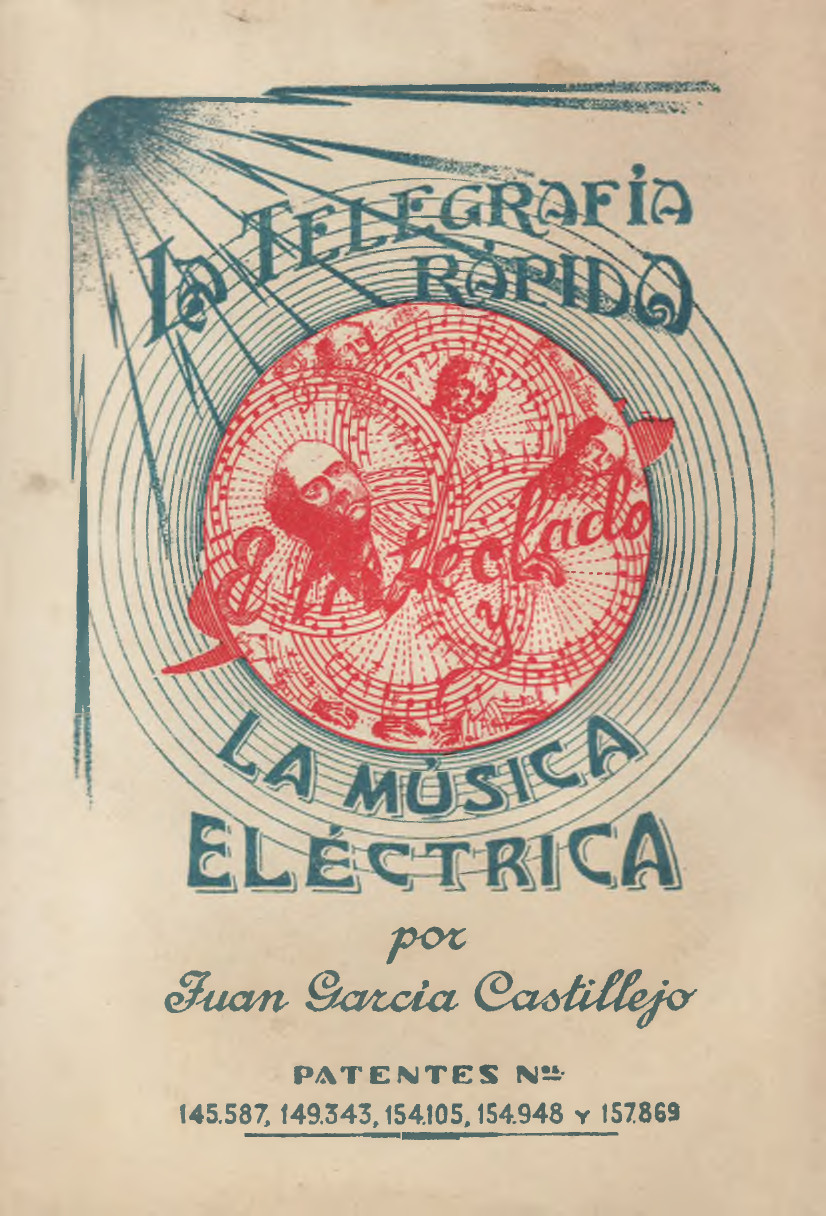 La TELEGRAFÍA
RÁPIDA
El triteclado
y
LA MÚSICA
ELÉCTRICA
por
Juan García Castillejo
PATENTES Nos.
145.587, 149.343, 154.105, 154.948 Y 157.869